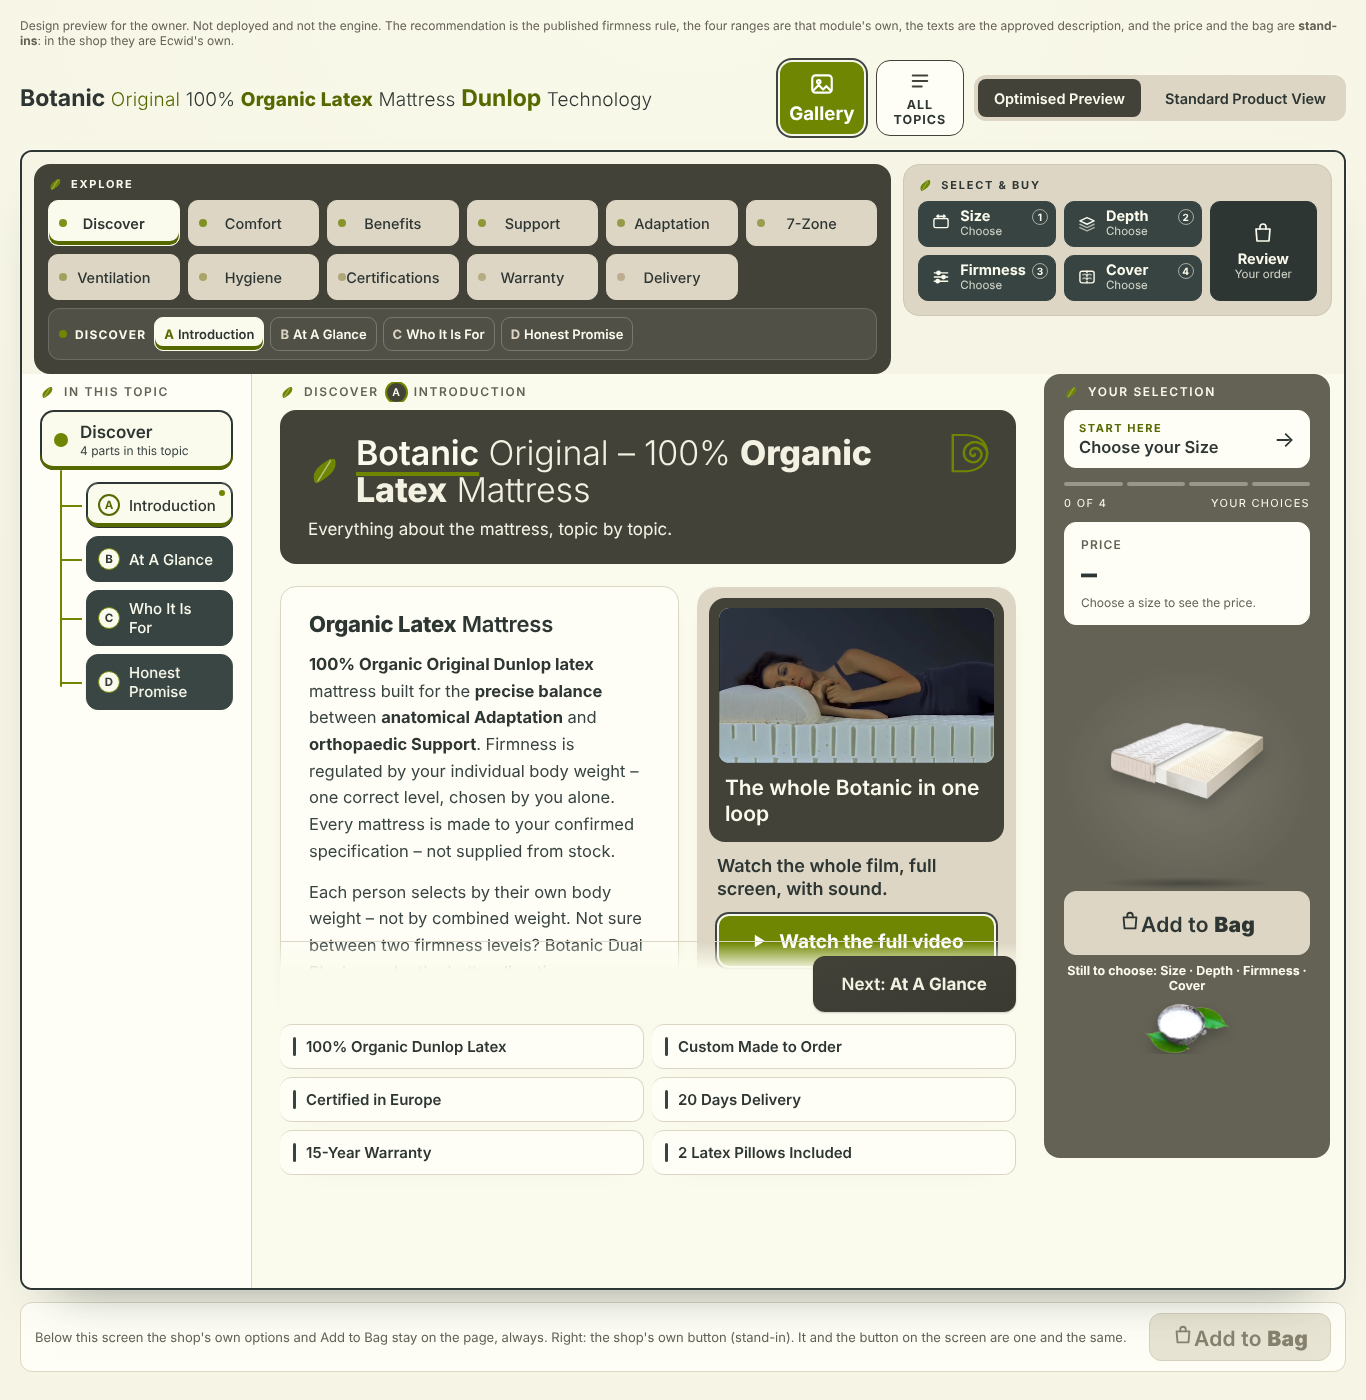 Design preview for the owner. Not deployed and not the engine. The recommendation is the published firmness rule, the four ranges are that module's own, the texts are the approved description, and the price and the bag are stand-
ins: in the shop they are Ecwid's own.
Botanic Original 100% Organic Latex Mattress Dunlop Technology
Gallery
ALL
TOPICS
Optimised Preview
Standard Product View
EXPLORE
Discover
Comfort
Benefits
Support
Adaptation
7-Zone
Ventilation
Hygiene
Certifications
Warranty
Delivery
DISCOVER
A Introduction
B At A Glance
C Who It Is For
D Honest Promise
SELECT & BUY
Size
Choose
1
Depth
Choose
2
Firmness
Choose
3
Cover
Choose
4
Review
Your order
IN THIS TOPIC
Discover
4 parts in this topic
A Introduction
B At A Glance
C Who It Is
For
D Honest
Promise
DISCOVER A INTRODUCTION
Botanic Original – 100% Organic
Latex Mattress
Everything about the mattress, topic by topic.
Organic Latex Mattress
100% Organic Original Dunlop latex
mattress built for the precise balance
between anatomical Adaptation and
orthopaedic Support. Firmness is
regulated by your individual body weight –
one correct level, chosen by you alone.
Every mattress is made to your confirmed
specification – not supplied from stock.
Each person selects by their own body
weight – not by combined weight. Not sure
between two firmness levels? Botanic Dual
The whole Botanic in one
loop
Watch the whole film, full
screen, with sound.
Watch the full video
Next: At A Glance
100% Organic Dunlop Latex
Custom Made to Order
Certified in Europe
20 Days Delivery
15-Year Warranty
2 Latex Pillows Included
YOUR SELECTION
START HERE
Choose your Size
0 OF 4
YOUR CHOICES
PRICE
–
Choose a size to see the price.
Add to Bag
Still to choose: Size · Depth · Firmness ·
Cover
Below this screen the shop's own options and Add to Bag stay on the page, always. Right: the shop's own button (stand-in). It and the button on the screen are one and the same.
Add to Bag